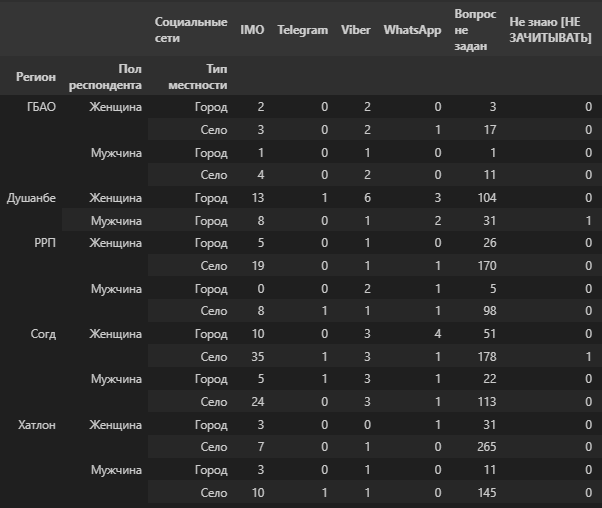 Социальные сети IMO Telegram Viber WhatsApp Вопрос не задан Не знаю [НЕ ЗАЧИТЫВАТЬ]
Регион Пол респондента Тип местности
ГБАО Женщина Город 2 0 2 0 3 0
Село 3 0 2 1 17 0
Мужчина Город 1 0 1 0 1 0
Село 4 0 2 0 11 0
Душанбе Женщина Город 13 1 6 3 104 0
Мужчина Город 8 0 1 2 31 1
РРП Женщина Город 5 0 1 0 26 0
Село 19 0 1 1 170 0
Мужчина Город 0 0 2 1 5 0
Село 8 1 1 1 98 0
Согд Женщина Город 10 0 3 4 51 0
Село 35 1 3 1 178 1
Мужчина Город 5 1 3 1 22 0
Село 24 0 3 1 113 0
Хатлон Женщина Город 3 0 0 1 31 0
Село 7 0 1 0 265 0
Мужчина Город 3 0 1 0 11 0
Село 10 1 1 0 145 0